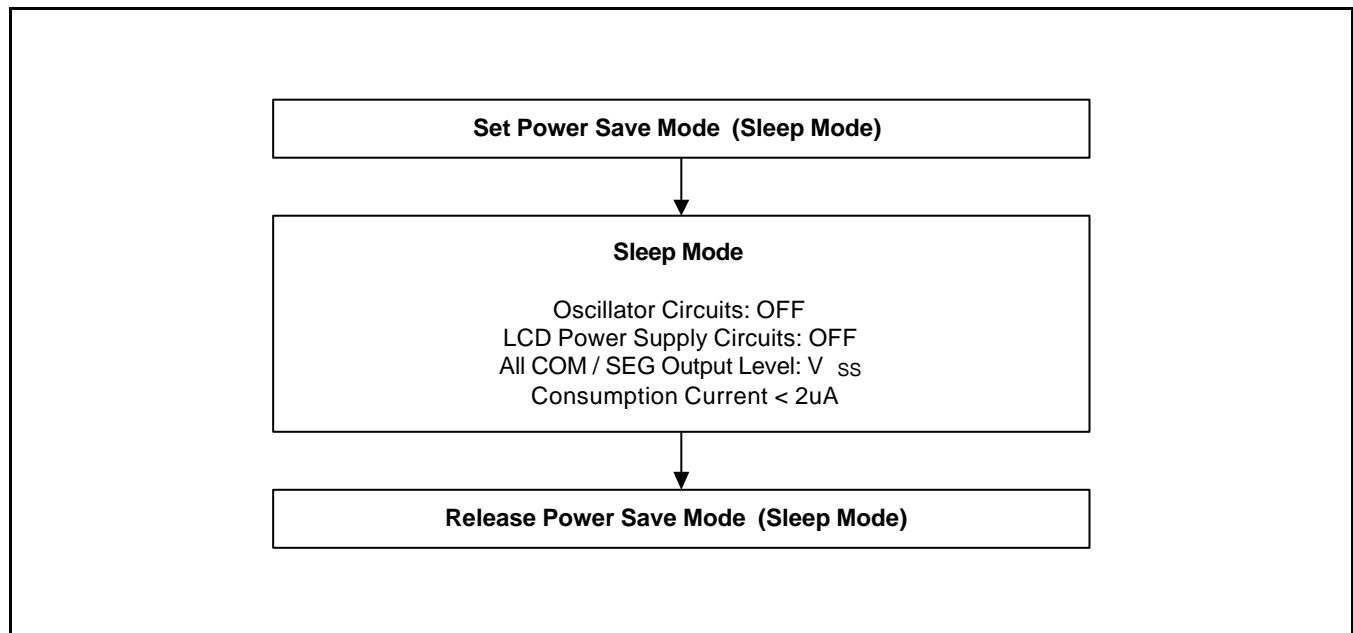 Set Power Save Mode (Sleep Mode)
Sleep Mode
Oscillator Circuits: OFF
LCD Power Supply Circuits: OFF
All COM / SEG Output Level: V SS
Consumption Current < 2uA
Release Power Save Mode (Sleep Mode)